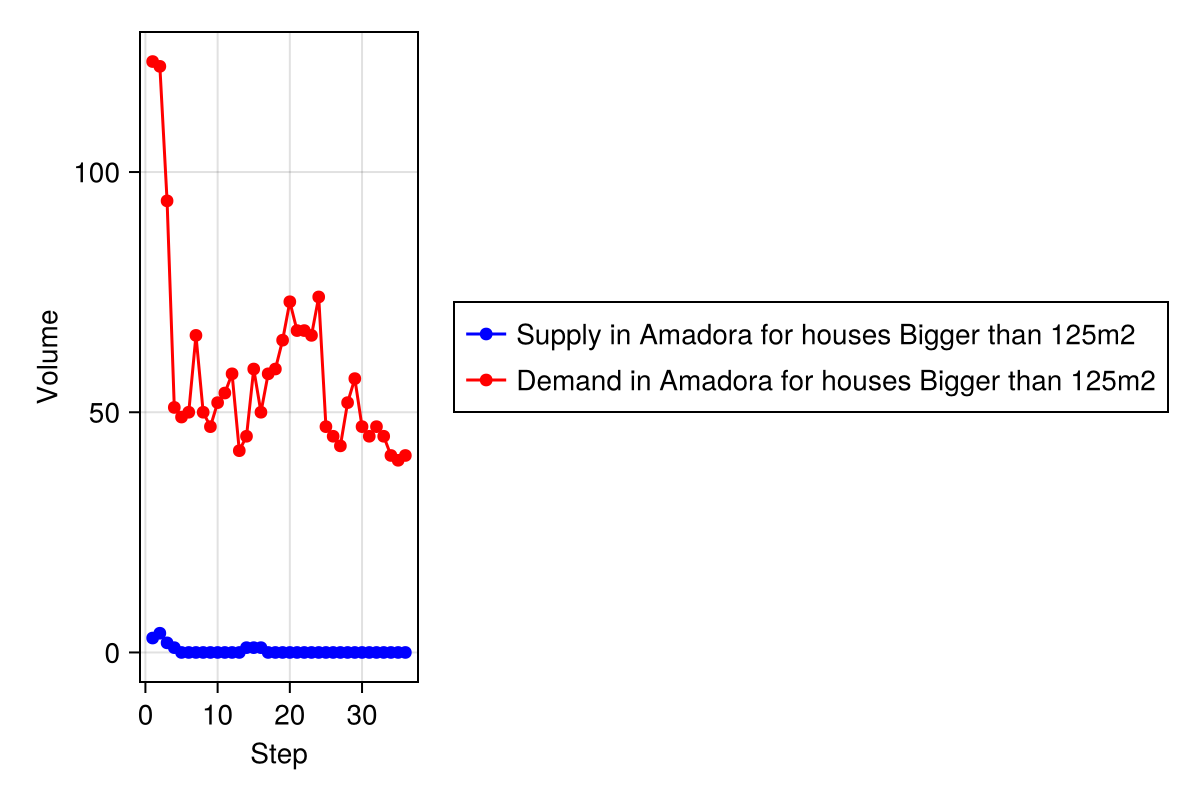 Volume
100
50
0
0 10 20 30
Step
Supply in Amadora for houses Bigger than 125m2
Demand in Amadora for houses Bigger than 125m2